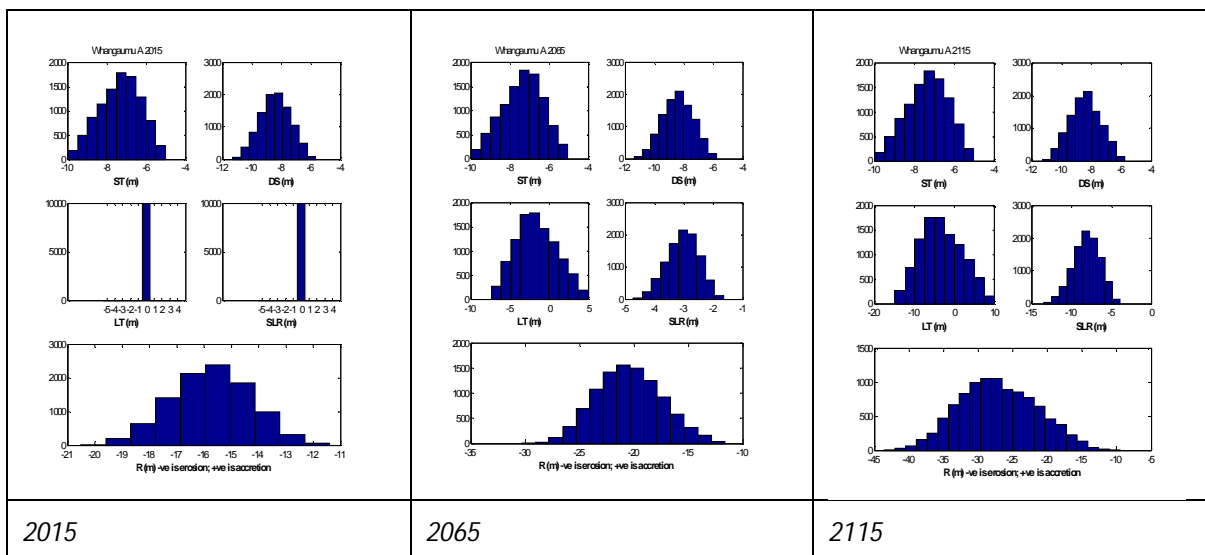 Whangaumu A 2015
2000
1500
1000
500
0
-10 -8 -6 -4
ST (m)
3000
2000
1000
0
-12 -10 -8 -6 -4
DS (m)
10000
5000
0
-5-4-3-2-1 0 1 2 3 4
LT (m)
10000
5000
0
-5-4-3-2-1 0 1 2 3 4
SLR (m)
3000
2000
1000
0
-21 -20 -19 -18 -17 -16 -15 -14 -13 -12 -11
R (m) -ve is erosion; +ve is accretion
2015
Whangaumu A 2065
2000
1500
1000
500
0
-10 -8 -6 -4
ST (m)
3000
2000
1000
0
-12 -10 -8 -6 -4
DS (m)
2000
1500
1000
500
0
-10 -5 0 5
LT (m)
3000
2000
1000
0
-5 -4 -3 -2 -1
SLR (m)
2000
1500
1000
500
0
-35 -30 -25 -20 -15 -10
R (m) -ve is erosion; +ve is accretion
2065
Whangaumu A 2115
2000
1500
1000
500
0
-10 -8 -6 -4
ST (m)
3000
2000
1000
0
-12 -10 -8 -6 -4
DS (m)
2000
1500
1000
500
0
-20 -10 0 10
LT (m)
3000
2000
1000
0
-15 -10 -5 0
SLR (m)
1500
1000
500
0
-45 -40 -35 -30 -25 -20 -15 -10 -5
R (m) -ve is erosion; +ve is accretion
2115